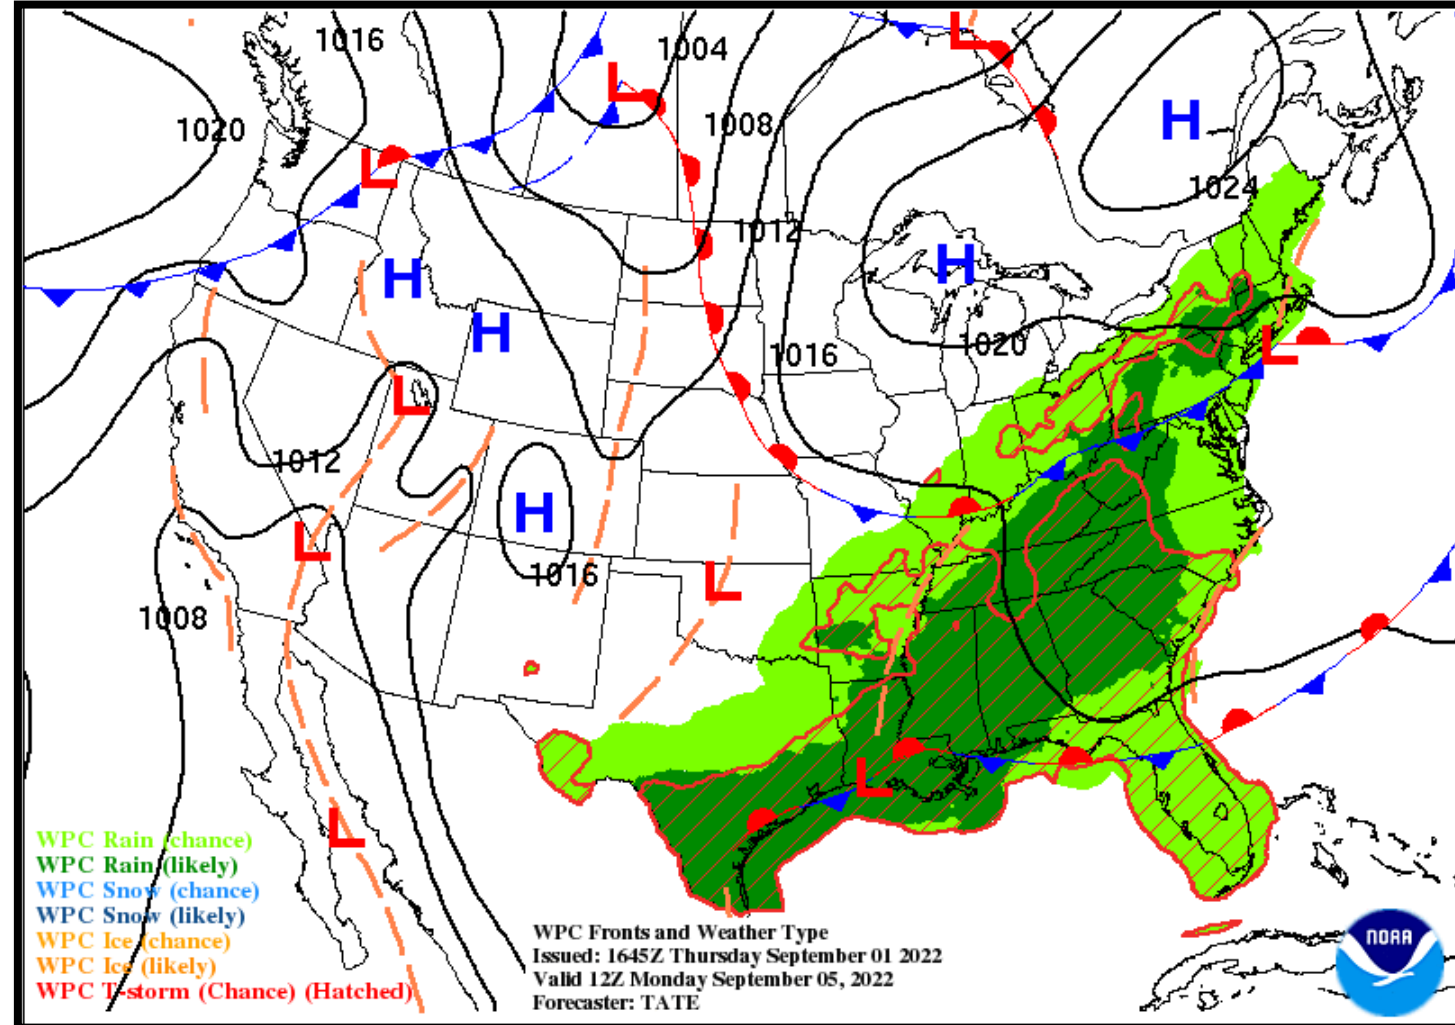 1016
1004
L
L
1020
1008
H
L
1024
1012
H
H
H
L
1016
1020
L
1012
H
L
1016
L
1008
L
L
WPC Rain (chance)
WPC Rain (likely)
WPC Snow (chance)
WPC Snow (likely)
WPC Ice (chance)
WPC Ice (likely)
WPC T-storm (Chance) (Hatched)
WPC Fronts and Weather Type
Issued: 1645Z Thursday September 01 2022
Valid 12Z Monday September 05, 2022
Forecaster: TATE
NOAA